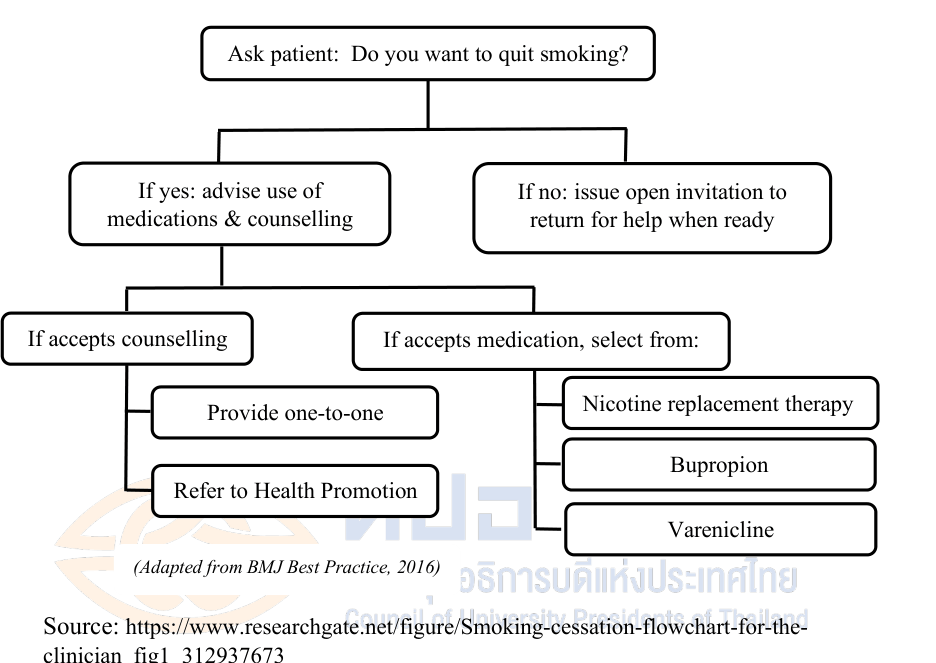 Ask patient: Do you want to quit smoking?
If yes: advise use of
medications & counselling
If no: issue open invitation to
return for help when ready
If accepts counselling
If accepts medication, select from:
Provide one-to-one
Refer to Health Promotion
Nicotine replacement therapy
Bupropion
Varenicline
(Adapted from BMJ Best Practice, 2016)
ทปอ
อธิการบดีแห่งประเทศไทย
Council of University Presidents of Thailand
Source: https://www.researchgate.net/figure/Smoking-cessation-flowchart-for-the-
clinician_fig1_312937673